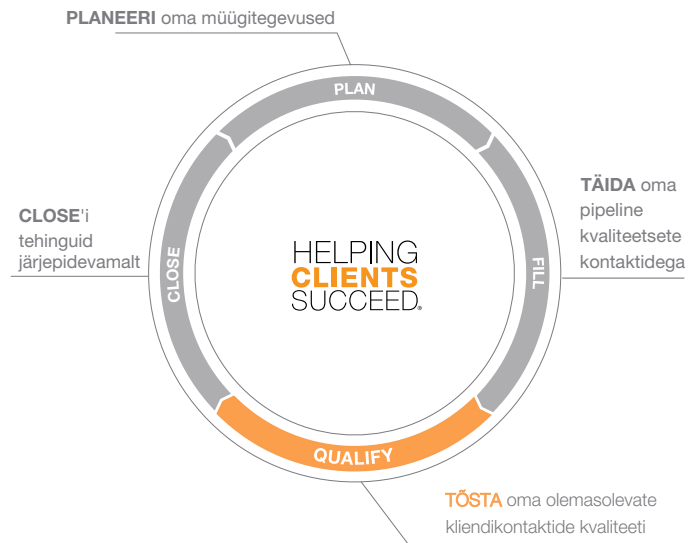 PLANEERI oma müügitegevused
PLAN
TÄIDA oma
pipeline
kvaliteetsete
kontaktidega
FILL
CLOSE'i
tehinguid
järjepidevamalt
CLOSE
HELPING
CLIENTS
SUCCEED®
QUALIFY
TÕSTA oma olemasolevate
kliendikontaktide kvaliteeti